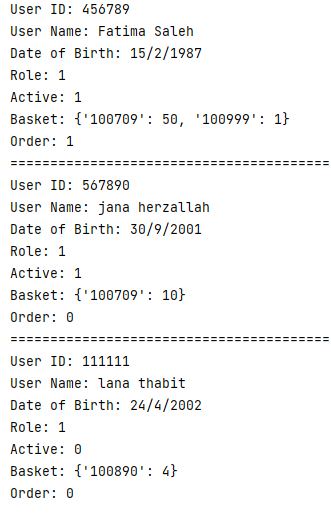 User ID: 456789
User Name: Fatima Saleh
Date of Birth: 15/2/1987
Role: 1
Active: 1
Basket: {'100709': 50, '100999': 1}
Order: 1
========================================
User ID: 567890
User Name: jana herzallah
Date of Birth: 30/9/2001
Role: 1
Active: 1
Basket: {'100709': 10}
Order: 0
========================================
User ID: 111111
User Name: lana thabit
Date of Birth: 24/4/2002
Role: 1
Active: 0
Basket: {'100890': 4}
Order: 0